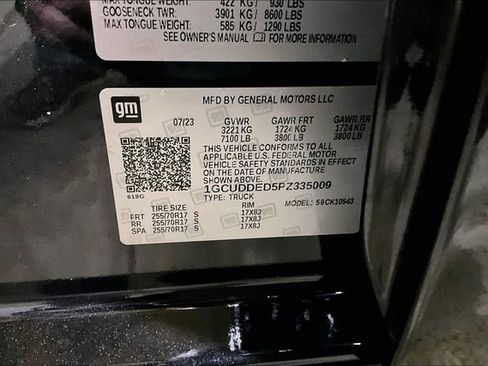 MAX TONGUE WEIGHT: 422 KG / 930 LBS
GOOSENECK TWR: 3901 KG / 8600 LBS
MAX TONGUE WEIGHT: 585 KG / 1290 LBS
SEE OWNER'S MANUAL FOR MORE INFORMATION
gm
MFD BY GENERAL MOTORS LLC
07/23 GVWR GAWR FRT GAWR RR
3221 KG 1724 KG 1724 KG
7100 LB 3800 LB 3800 LB
THIS VEHICLE CONFORMS TO ALL
APPLICABLE U.S. FEDERAL MOTOR
VEHICLE SAFETY STANDARDS IN
EFFECT ON THE DATE OF
MANUFACTURE SHOWN ABOVE.
1GCUDDED5PZ335009
618G TYPE: TRUCK MODEL: 59CK10543
TIRE SIZE RIM
FRT 255/70R17 S 17X8J
RR 255/70R17 S 17X8J
SPA 255/70R17 S 17X8J